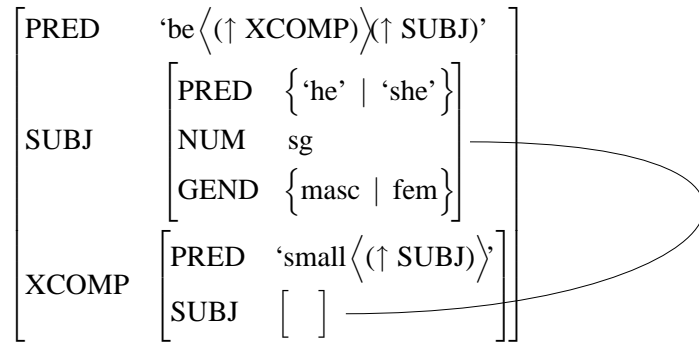 PRED ‘be⟨(↑ XCOMP)⟩(↑ SUBJ)’
PRED {‘he’ | ‘she’}
SUBJ NUM sg
GEND {masc | fem}
PRED ‘small⟨(↑ SUBJ)⟩’
XCOMP
SUBJ [ ]